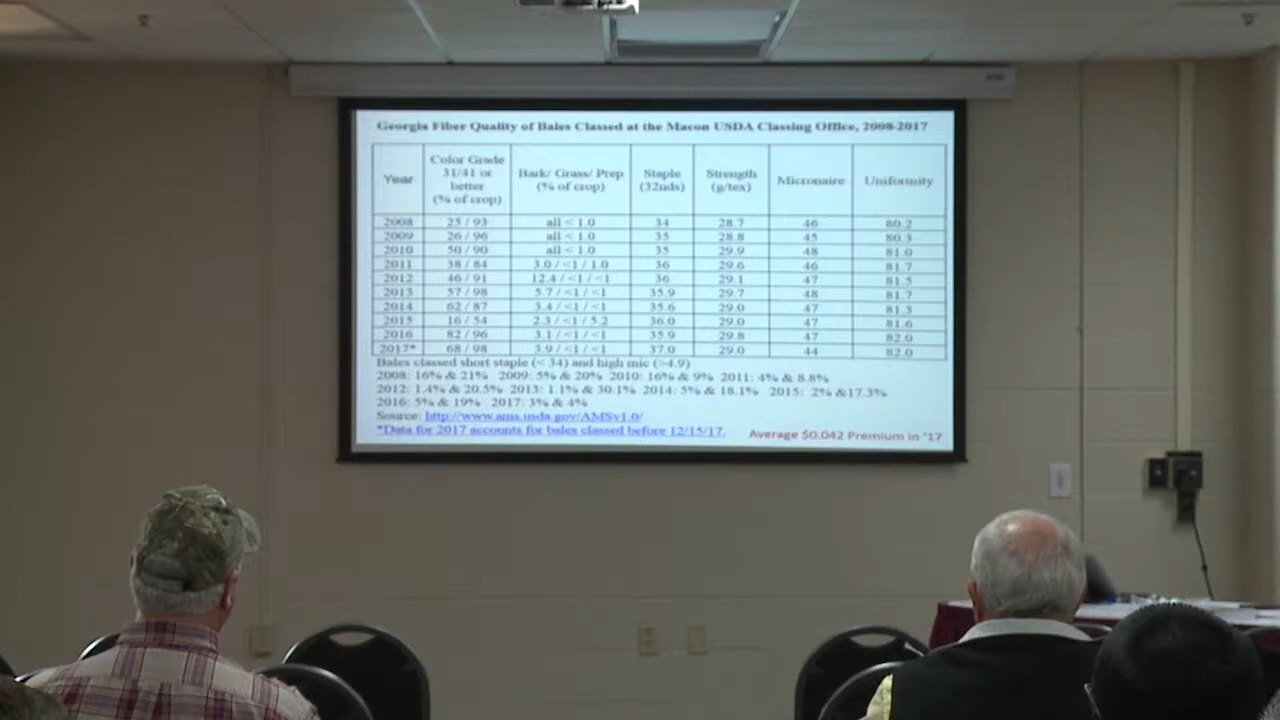 Georgia Fiber Quality of Bales Classed at the Macon USDA Classing Office, 2008-2017
Year Color Grade 31/41 or better (% of crop) Bark/ Grass/ Prep (% of crop) Staple (32nds) Strength (g/tex) Micronaire Uniformity
2008 25 / 93 all < 1.0 34 28.7 46 80.2
2009 26 / 96 all < 1.0 35 28.8 45 80.3
2010 50 / 90 all < 1.0 35 29.9 48 81.0
2011 38 / 84 3.0 / <1 / 1.0 36 29.6 46 81.7
2012 46 / 91 12.4 / <1 / <1 36 29.1 47 81.5
2013 57 / 98 5.7 / <1 / <1 35.9 29.7 48 81.7
2014 62 / 87 3.4 / <1 / <1 35.6 29.0 47 81.3
2015 16 / 54 2.3 / <1 / 5.2 36.0 29.0 47 81.6
2016 82 / 96 3.1 / <1 / <1 35.9 29.8 47 82.0
2017* 68 / 98 3.9 / <1 / <1 37.0 29.0 44 82.0
Bales classed short staple (< 34) and high mic (>4.9)
2008: 16% & 21% 2009: 5% & 20% 2010: 16% & 9% 2011: 4% & 8.8%
2012: 1.4% & 20.5% 2013: 1.1% & 30.1% 2014: 5% & 18.1% 2015: 2% &17.3%
2016: 5% & 19% 2017: 3% & 4%
Source: http://www.ams.usda.gov/AMSv1.0/
*Data for 2017 accounts for bales classed before 12/15/17. Average $0.042 Premium in '17